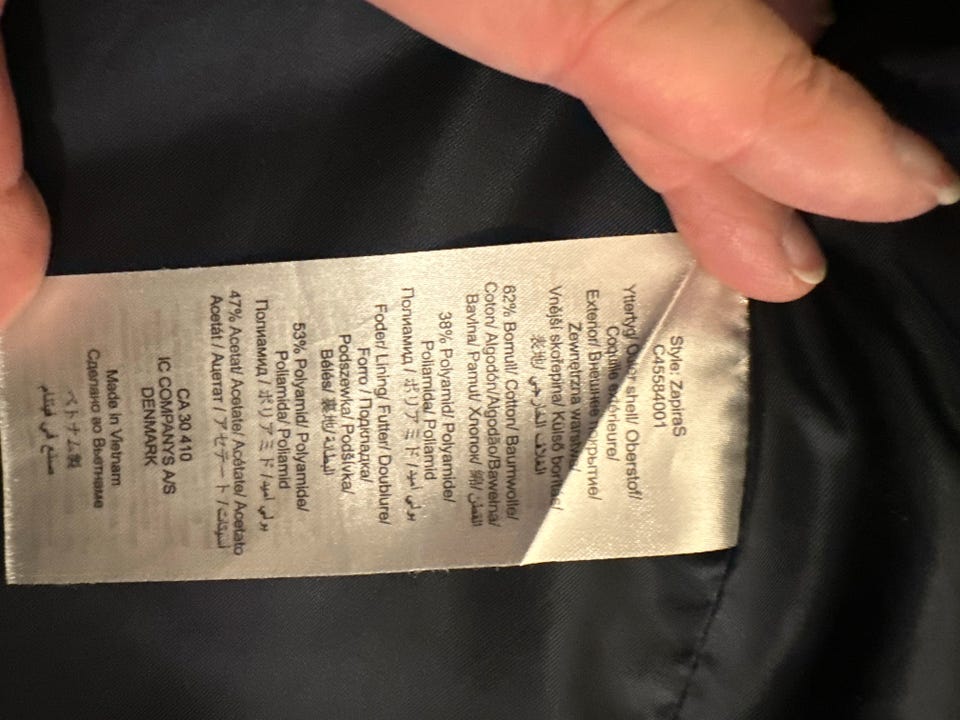 Style: ZapiraS
C45584001
Yttertyg/ Outer shell/ Oberstof/
Coquille extérieure/
Exterior/ Внешнее покрытие/
Zewnętrzna warstwa/
Vnější skořepina/ Külső borítás/
表地/ الغلاف الخارجي/
62% Bomull/ Cotton/ Baumwolle/
Coton/ Algodón/Algodão/Bawełna/
Bavlna/ Pamut/ Хлопок/ 綿/ القطن/
38% Polyamid/ Polyamide/
Poliamida/ Poliamid
Полиамид / ポリアミド / بولي أميد/
Foder/ Lining/ Futter/ Doublure/
Forro / Подкладка/
Podszewka/ Podšívka/
Bélés/ 裏地/ البطانة/
53% Polyamid/ Polyamide/
Poliamida/ Poliamid
Полиамид / ポリアミド / بولي أميد/
47% Acetat/ Acetate/ Acétate/ Acetato
Acetát / Ацетат / アセテート /
CA 30 410
IC COMPANYS A/S
DENMARK
Made in Vietnam
Сделано во Вьетнаме
ベトナム製
صنع في فيتنام